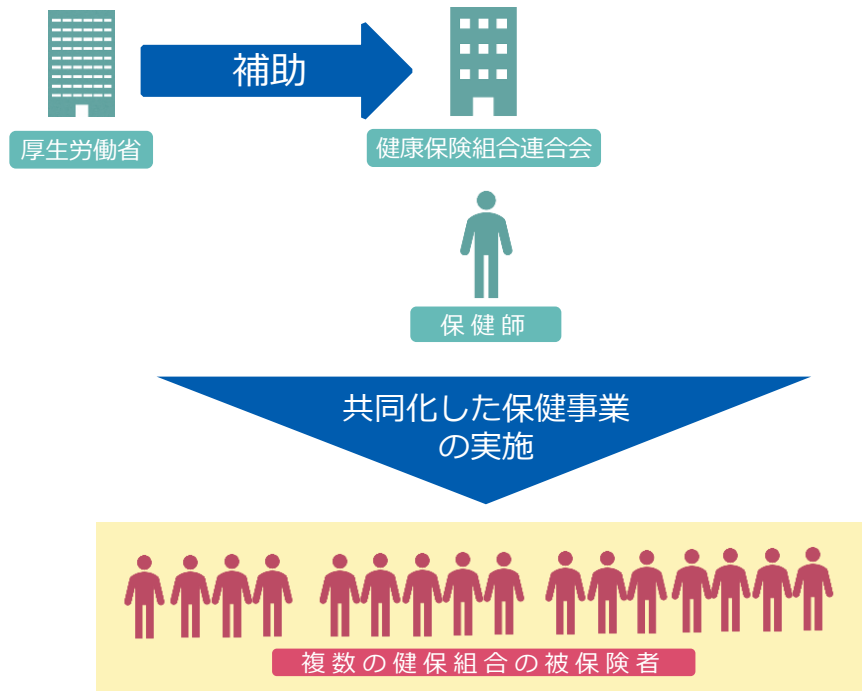 補助
厚生労働省
健康保険組合連合会
保健師
共同化した保健事業
の実施
複数の健保組合の被保険者